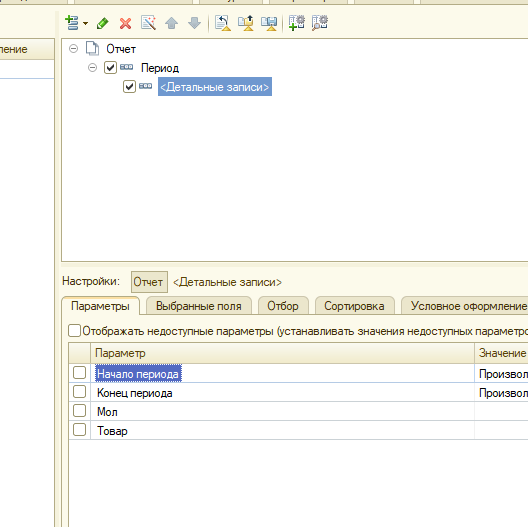 ление
Отчет
Период
<Детальные записи>
Настройки: Отчет <Детальные записи>
Параметры Выбранные поля Отбор Сортировка Условное оформление
Отображать недоступные параметры (устанавливать значения недоступных параметро
Параметр Значение
Начало периода Произвол
Конец периода Произвол
Мол
Товар